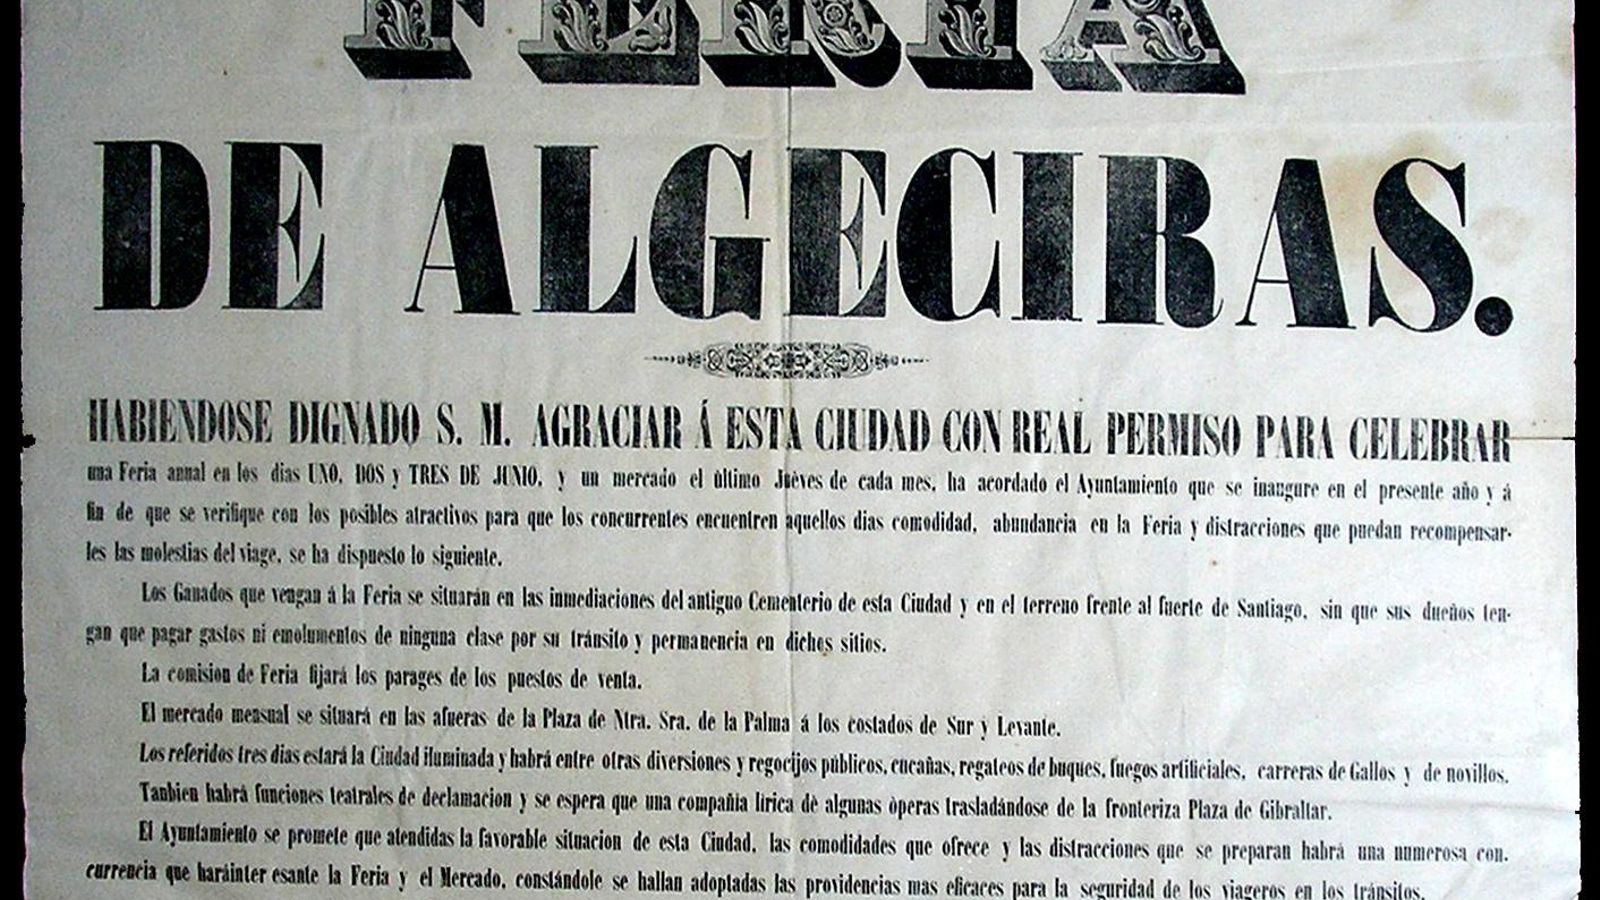 FERIA
DE ALGECIRAS.
HABIENDOSE DIGNADO S. M. AGRACIAR Á ESTA CIUDAD CON REAL PERMISO PARA CELEBRAR
una Feria annal en los dias UNO, DOS y TRES DE JUNIO, y un mercado el ùltimo Juèves de cada mes, ha acordado el Ayuntamiento que se inaugure en el presente año y á
fin de que se verifique con los posibles atractivos para que los concurrentes encuentren aquellos dias comodidad, abundancia en la Feria y distracciones que puedan recompensar-
les las molestias del viage, se ha dispuesto lo siguiente.
Los Ganados que vengan á la Feria se situarán en las inmediaciones del antiguo Cementerio de esta Ciudad y en el terreno frente al fuerte de Santiago, sin que sus dueños ten-
gan que pagar gastos ni emolumentos de ninguna clase por su tránsito y permanencia en dichos sitios.
La comision de Feria fijará los parages de los puestos de venta.
El mercado mensual se situará en las afueras de la Plaza de Ntra. Sra. de la Palma á los costados de Sur y Levante.
Los referidos tres dias estará la Ciudad iluminada y habrá entre otras diversiones y regocijos públicos, cucañas, regateos de buques, fuegos artificiales, carreras de Gallos y de novillos.
Tanbien habrá funciones teatrales de declamacion y se espera que una compañia lírica dè algunas òperas trasladándose de la fronteriza Plaza de Gibraltar.
El Ayuntamiento se promete que atendidas la favorable situacion de esta Ciudad, las comodidades que ofrece y las distracciones que se preparan habrá una numerosa con-
currencia que haráinter esante la Feria y el Mercado, constándole se hallan adoptadas las providencias mas eficaces para la seguridad de los viageros en los tránsitos.